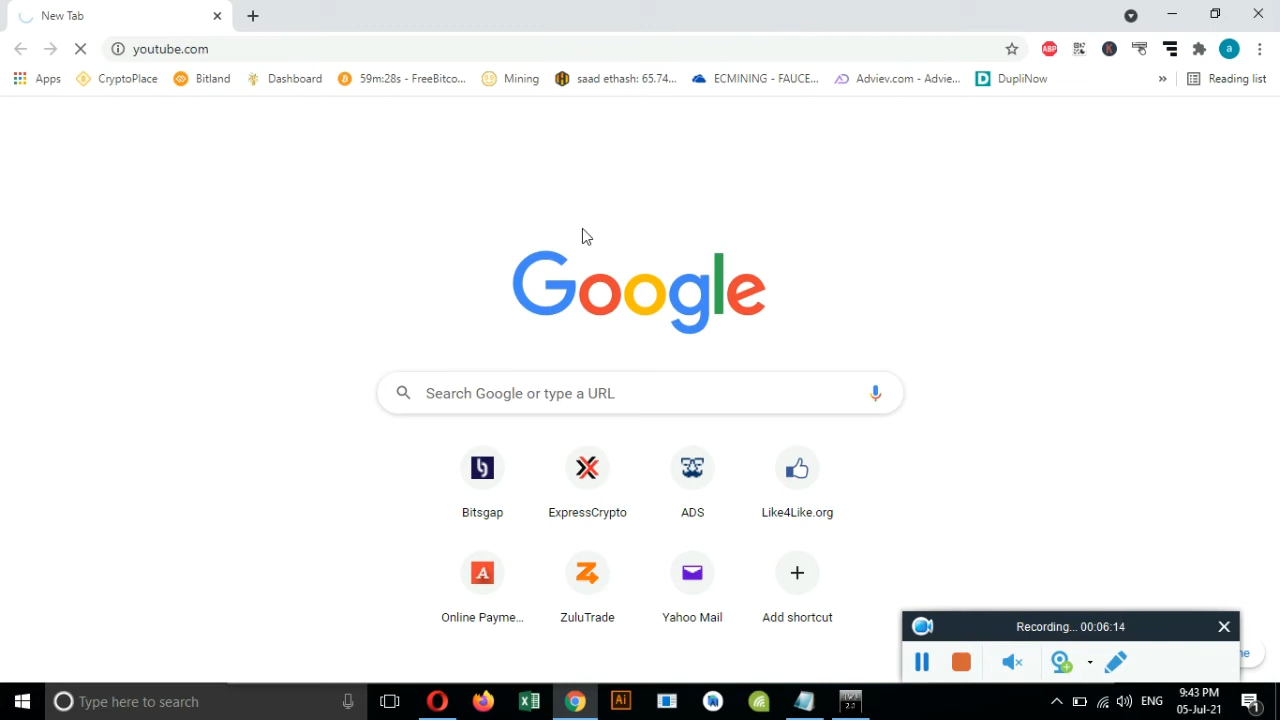 New Tab
youtube.com
ABP
K
a
Apps
CryptoPlace
Bitland
Dashboard
59m:28s - FreeBitco...
Mining
saad ethash: 65.74...
ECMINING - FAUCE...
Adviev.com - Advie...
D DupliNow
»
Reading list
Google
Search Google or type a URL
Bitsgap
ExpressCrypto
ADS
Like4Like.org
Online Payme...
ZuluTrade
Yahoo Mail
Add shortcut
Recording... 00:06:14
Type here to search
Ai
ENG
9:43 PM
05-Jul-21
1